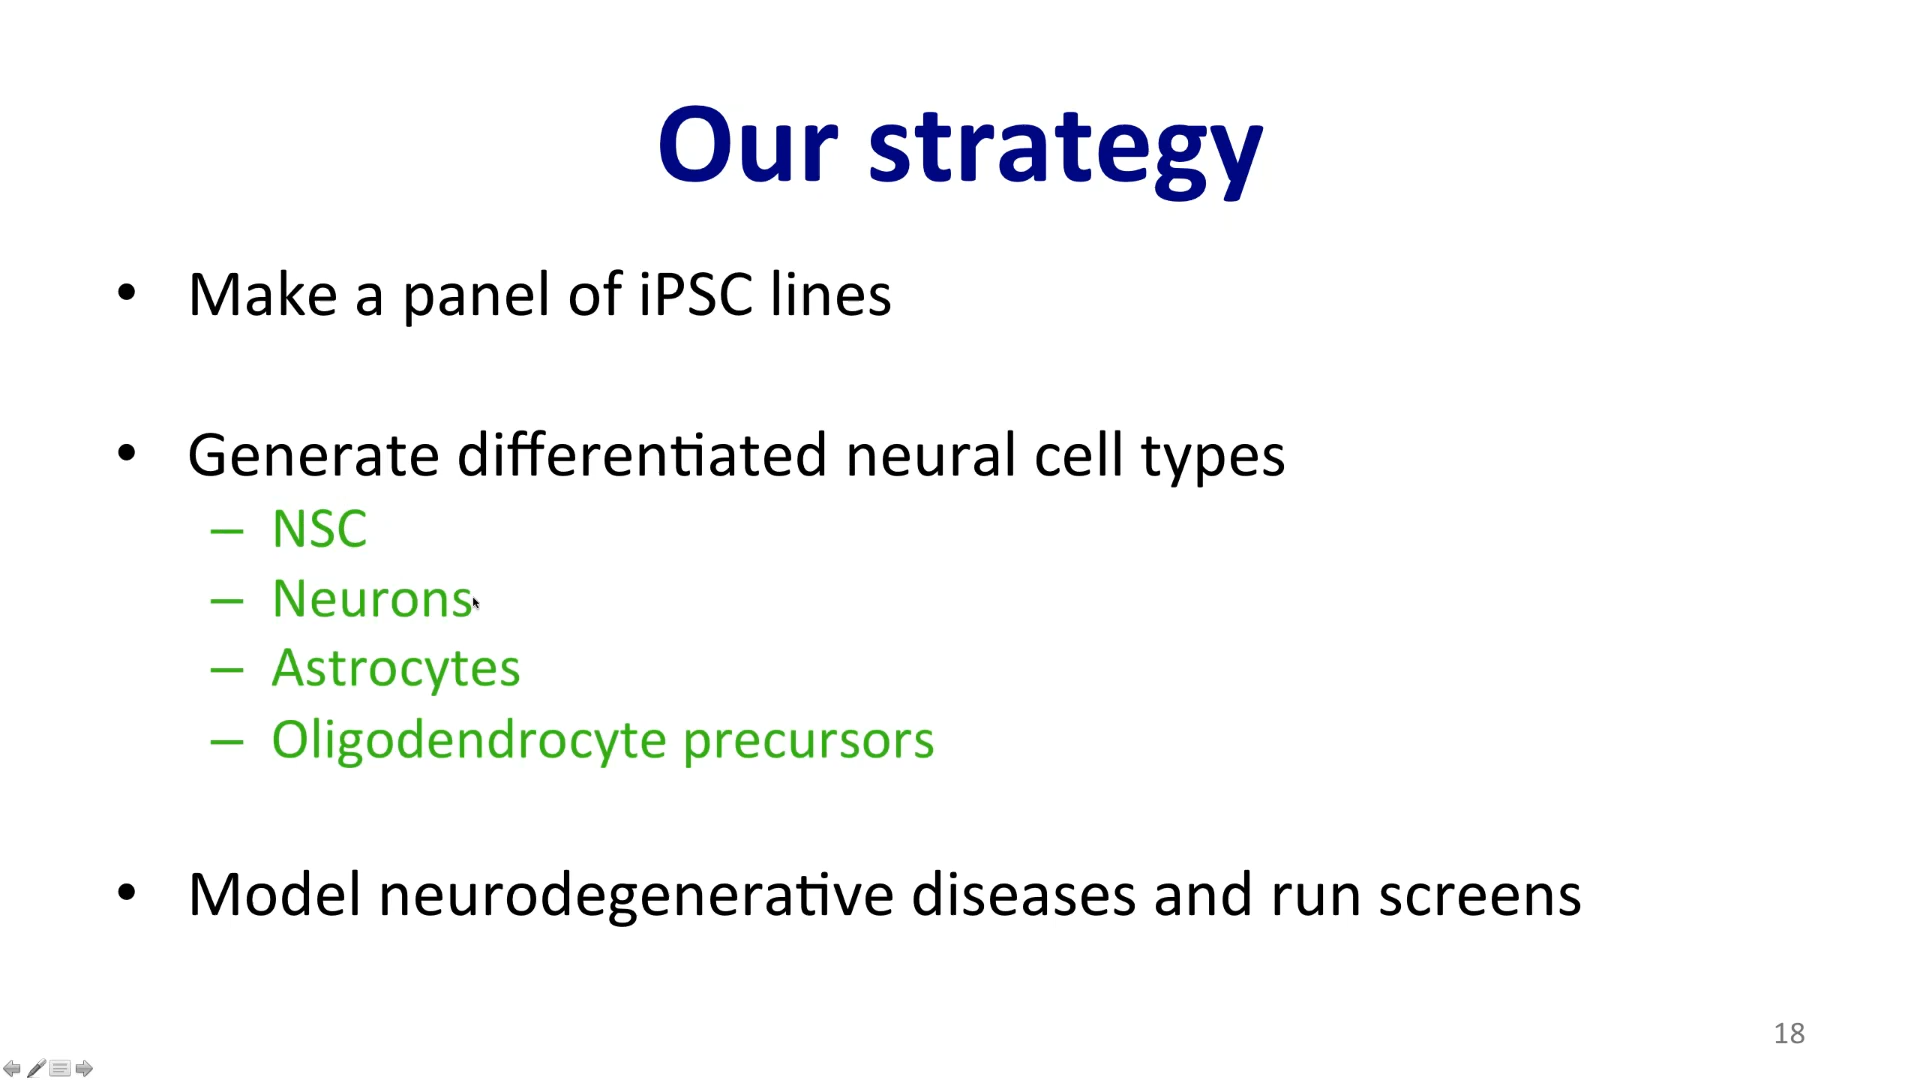 Our strategy
• Make a panel of iPSC lines
• Generate differentiated neural cell types
– NSC
– Neurons
– Astrocytes
– Oligodendrocyte precursors
• Model neurodegenerative diseases and run screens
18